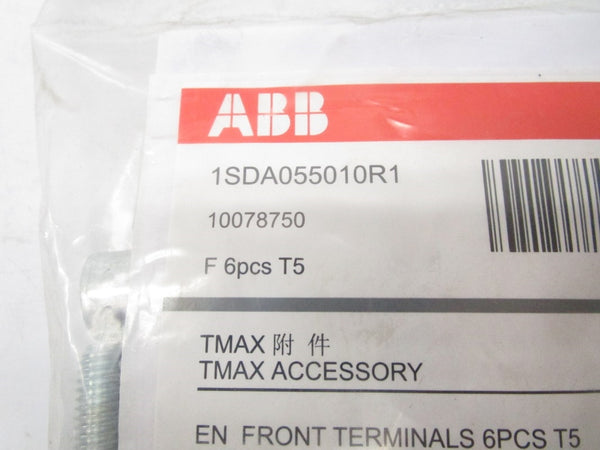 ABB
1SDA055010R1
10078750
F 6pcs T5
TMAX 附 件
TMAX ACCESSORY
EN FRONT TERMINALS 6PCS T5